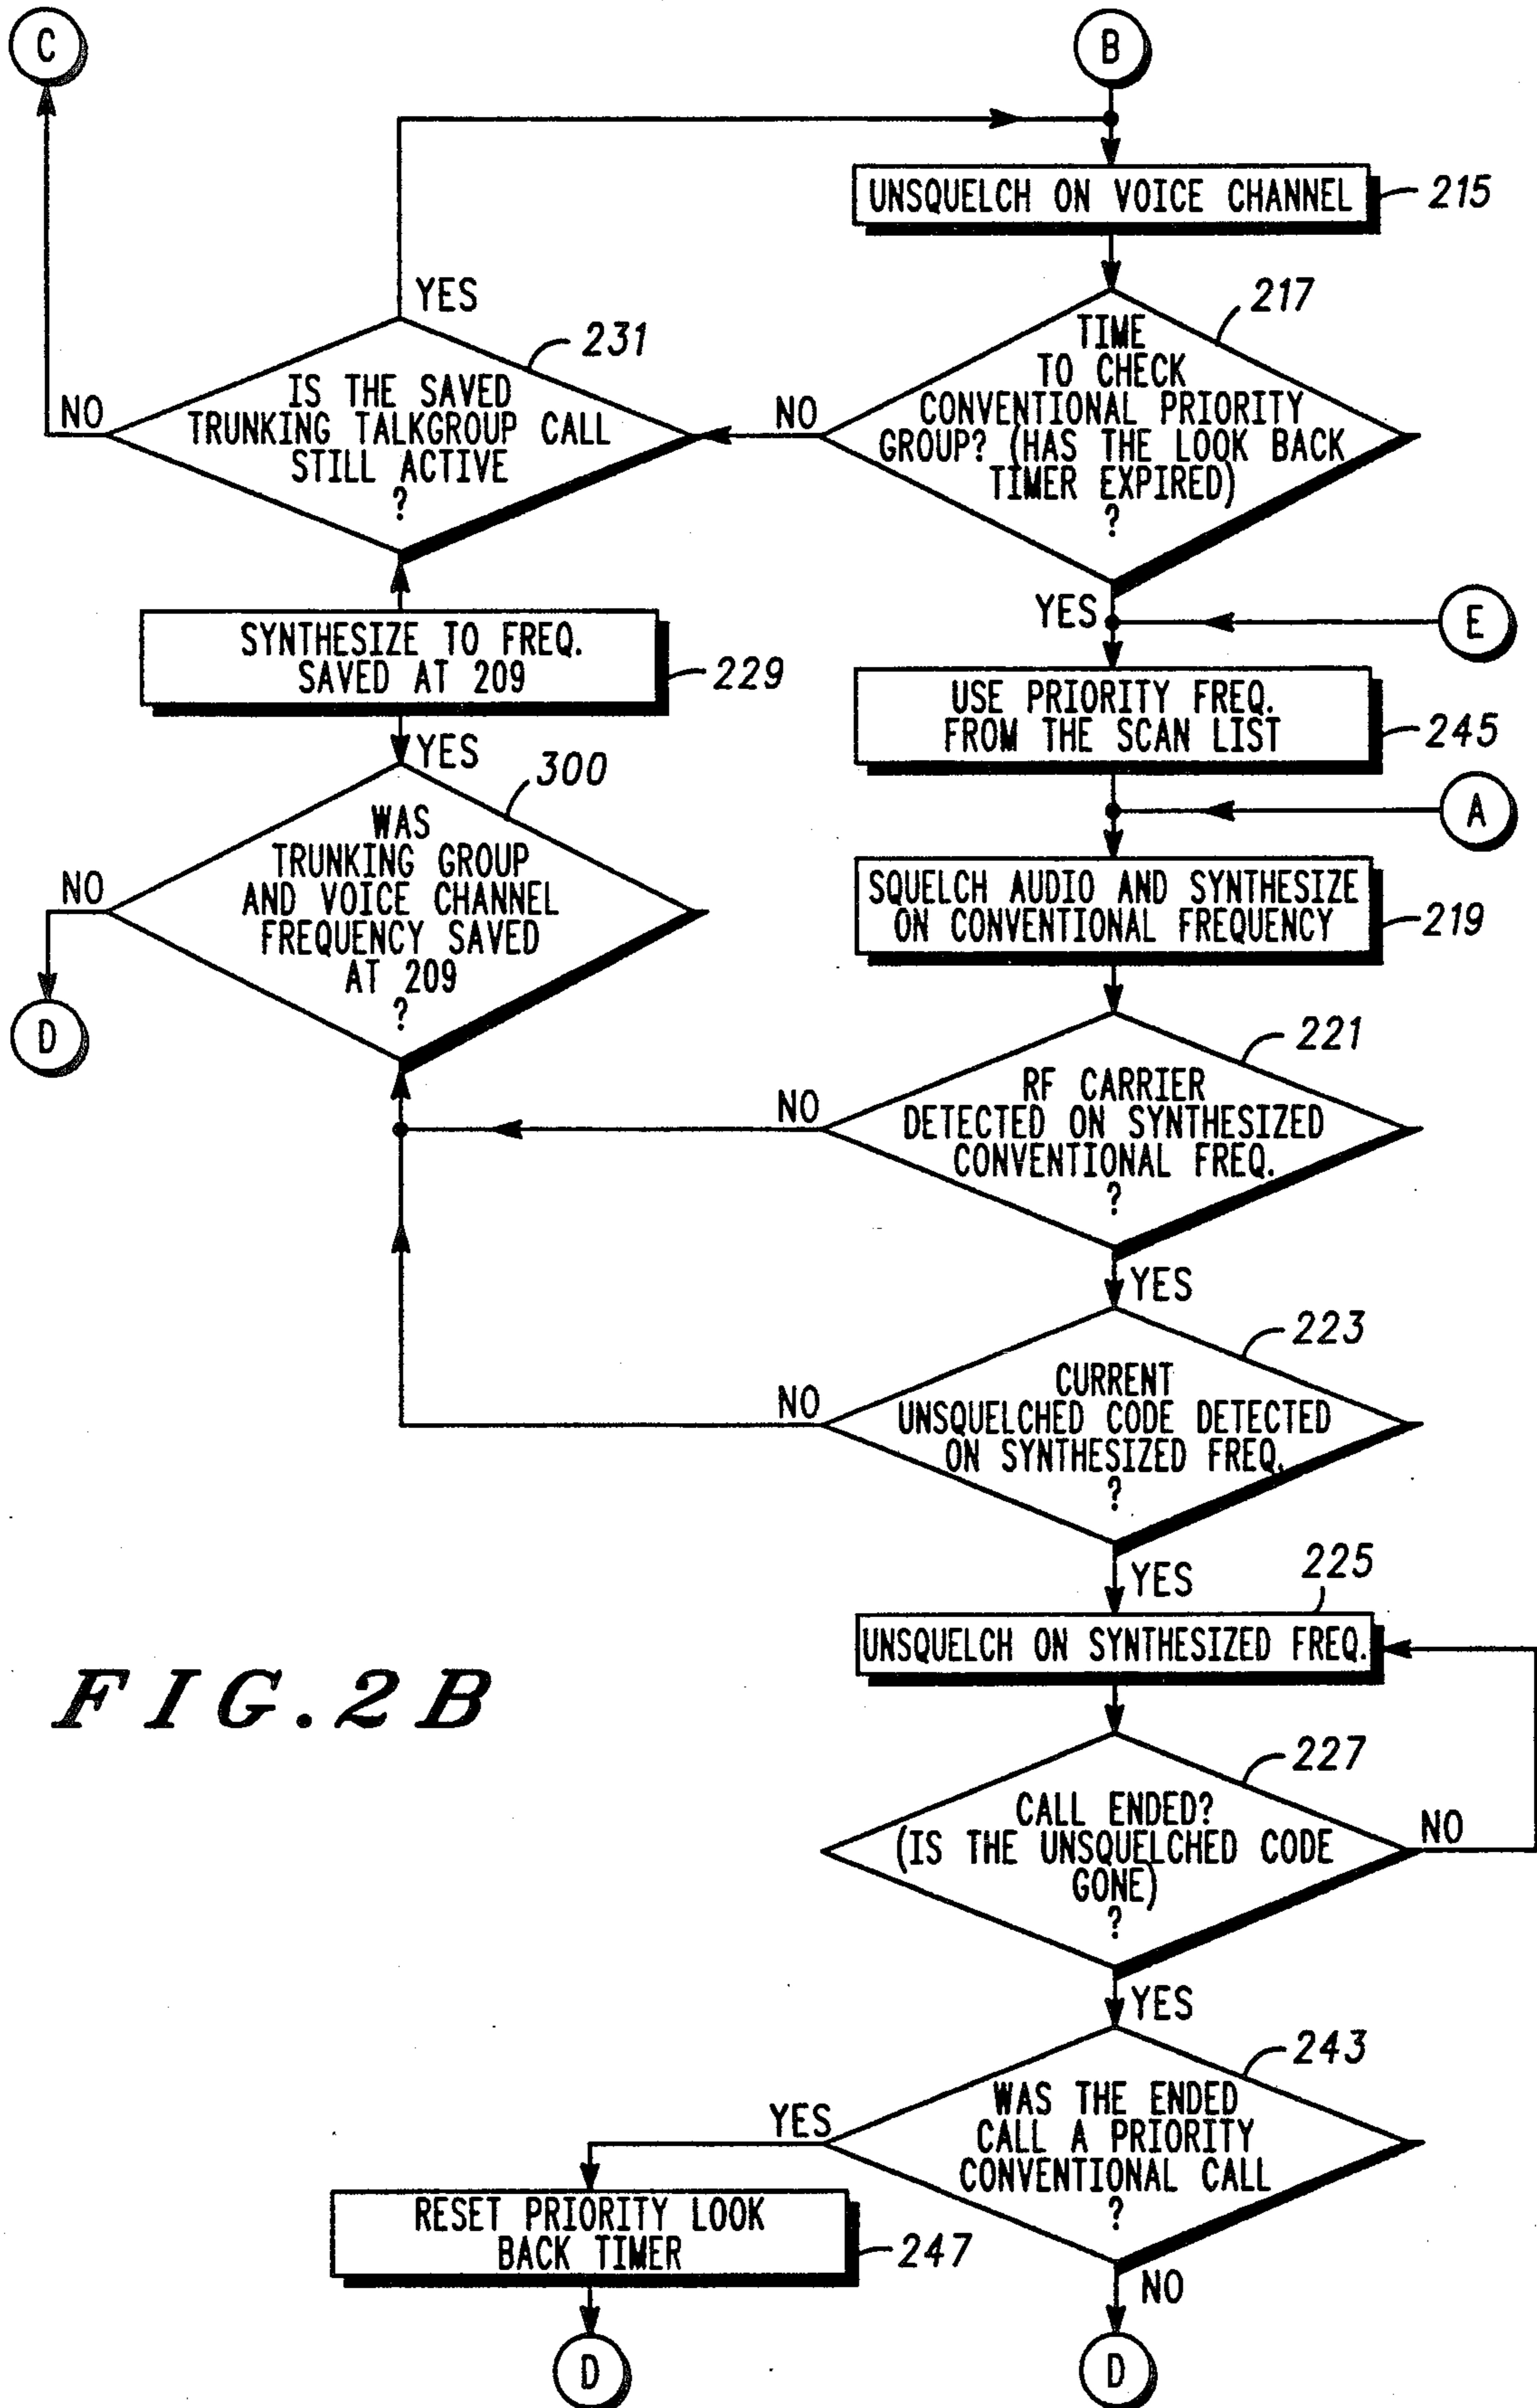 C
B
UNSQUELCH ON VOICE CHANNEL
215
217
TIME
TO CHECK
CONVENTIONAL PRIORITY
GROUP? (HAS THE LOOK BACK
TIMER EXPIRED)
?
NO
YES
YES
231
IS THE SAVED
TRUNKING TALKGROUP CALL
STILL ACTIVE
?
NO
E
SYNTHESIZE TO FREQ.
SAVED AT 209
229
USE PRIORITY FREQ.
FROM THE SCAN LIST
245
YES
300
WAS
TRUNKING GROUP
AND VOICE CHANNEL
FREQUENCY SAVED
AT 209
?
NO
D
A
SQUELCH AUDIO AND SYNTHESIZE
ON CONVENTIONAL FREQUENCY
219
221
RF CARRIER
DETECTED ON SYNTHESIZED
CONVENTIONAL FREQ.
?
NO
YES
223
CURRENT
UNSQUELCHED CODE DETECTED
ON SYNTHESIZED FREQ.
?
NO
YES
225
UNSQUELCH ON SYNTHESIZED FREQ.
FIG.2B
227
CALL ENDED?
(IS THE UNSQUELCHED CODE
GONE)
?
NO
YES
243
WAS THE ENDED
CALL A PRIORITY
CONVENTIONAL CALL
?
YES
RESET PRIORITY LOOK
BACK TIMER
247
NO
D
D